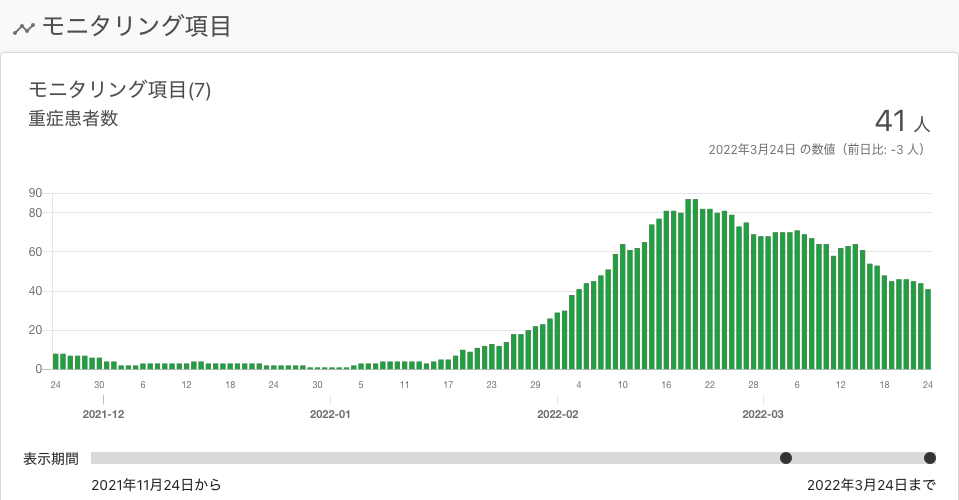 モニタリング項目
モニタリング項目(7)
重症患者数
41 人
2022年3月24日 の数値（前日比: -3 人）
90
80
60
40
20
0
24 30 6 12 18 24 30 5 11 17 23 29 4 10 16 22 28 6 12 18 24
2021-12 2022-01 2022-02 2022-03
表示期間
2021年11月24日から 2022年3月24日まで